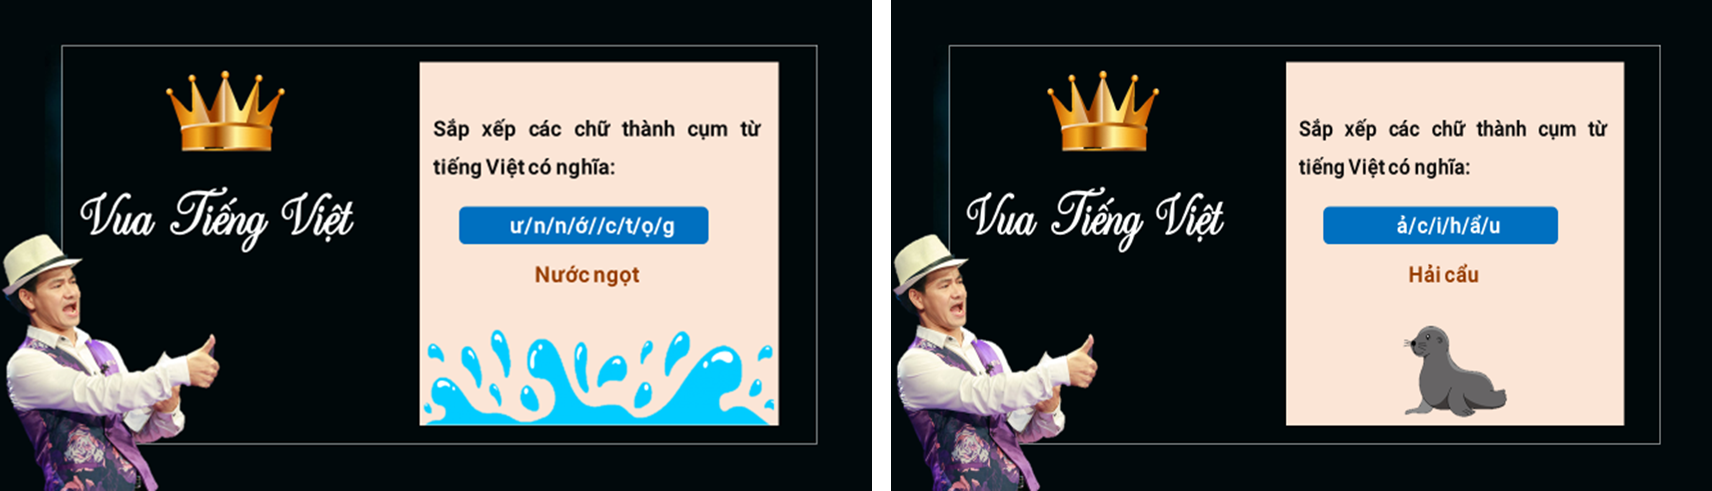 Vua Tiếng Việt
Sắp xếp các chữ thành cụm từ
tiếng Việt có nghĩa:
ư/n/n/ớ//c/t/ọ/g
Nước ngọt
Vua Tiếng Việt
Sắp xếp các chữ thành cụm từ
tiếng Việt có nghĩa:
ả/c/i/h/ẩ/u
Hải cẩu